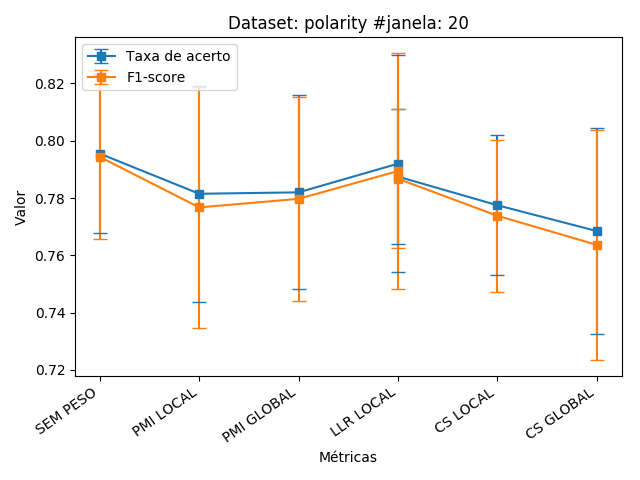 Dataset: polarity #janela: 20
Taxa de acerto
F1-score
Valor
0.82
0.80
0.78
0.76
0.74
0.72
SEM PESO
PMI LOCAL
PMI GLOBAL
LLR LOCAL
CS LOCAL
CS GLOBAL
Métricas